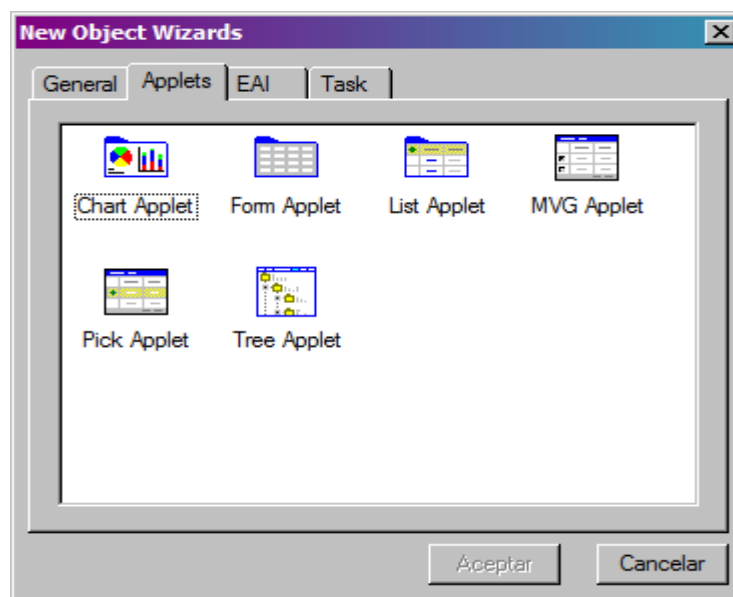 New Object Wizards
General Applets EAI Task
Chart Applet Form Applet List Applet MVG Applet
Pick Applet Tree Applet
Aceptar Cancelar